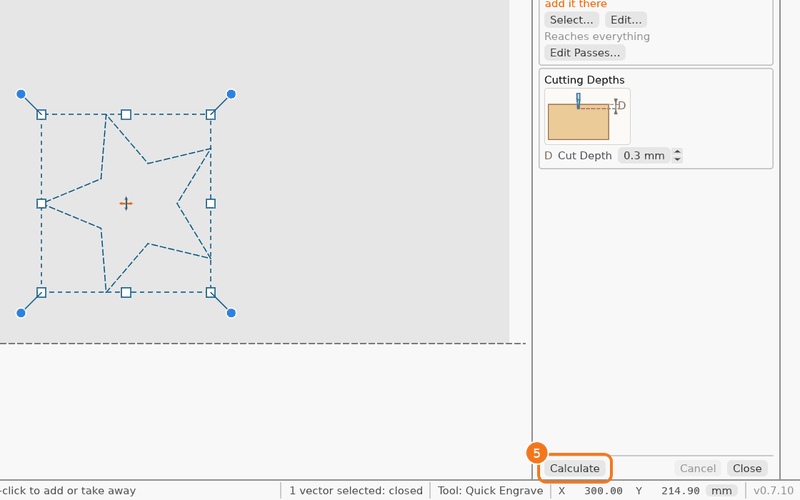 add it there
Select... Edit...
Reaches everything
Edit Passes...
Cutting Depths
D
D Cut Depth 0.3 mm
5
Calculate Cancel Close
-click to add or take away 1 vector selected: closed Tool: Quick Engrave X 300.00 Y 214.90 mm v0.7.10